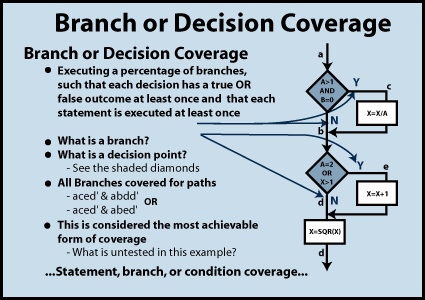 Branch or Decision Coverage
Branch or Decision Coverage
• Executing a percentage of branches,
such that each decision has a true OR
false outcome at least once and that each
statement is executed at least once
• What is a branch?
• What is a decision point?
- See the shaded diamonds
• All Branches covered for paths
- aced' & abdd'
OR
- aced' & abed'
• This is considered the most achievable
form of coverage
- What is untested in this example?
...Statement, branch, or condition coverage...
a
A>1
AND
B=0
Y
c
X=X/A
N
b
A=2
OR
X>1
Y
e
X=X+1
d
N
X=SQR(X)
d